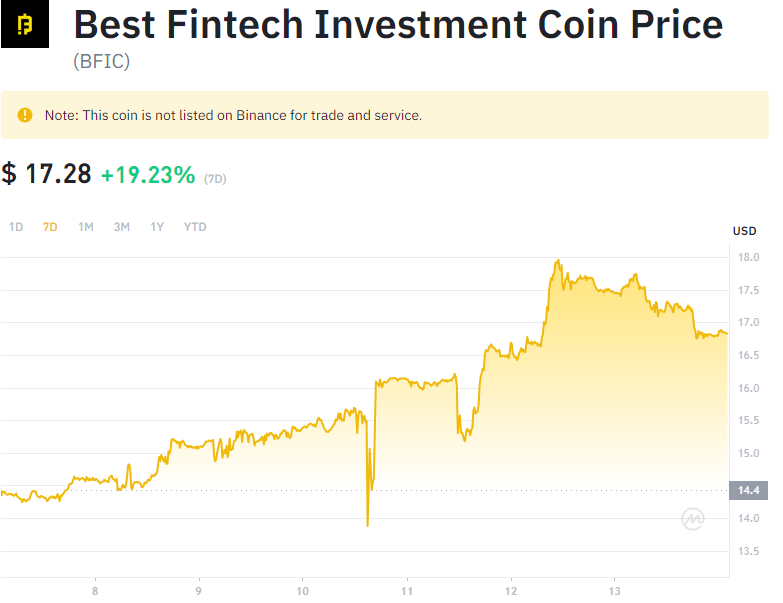 Best Fintech Investment Coin Price
(BFIC)
Note: This coin is not listed on Binance for trade and service.
$ 17.28 +19.23% (7D)
1D 7D 1M 3M 1Y YTD
USD
18.0
17.5
17.0
16.5
16.0
15.5
15.0
14.4
14.0
13.5
8 9 10 11 12 13